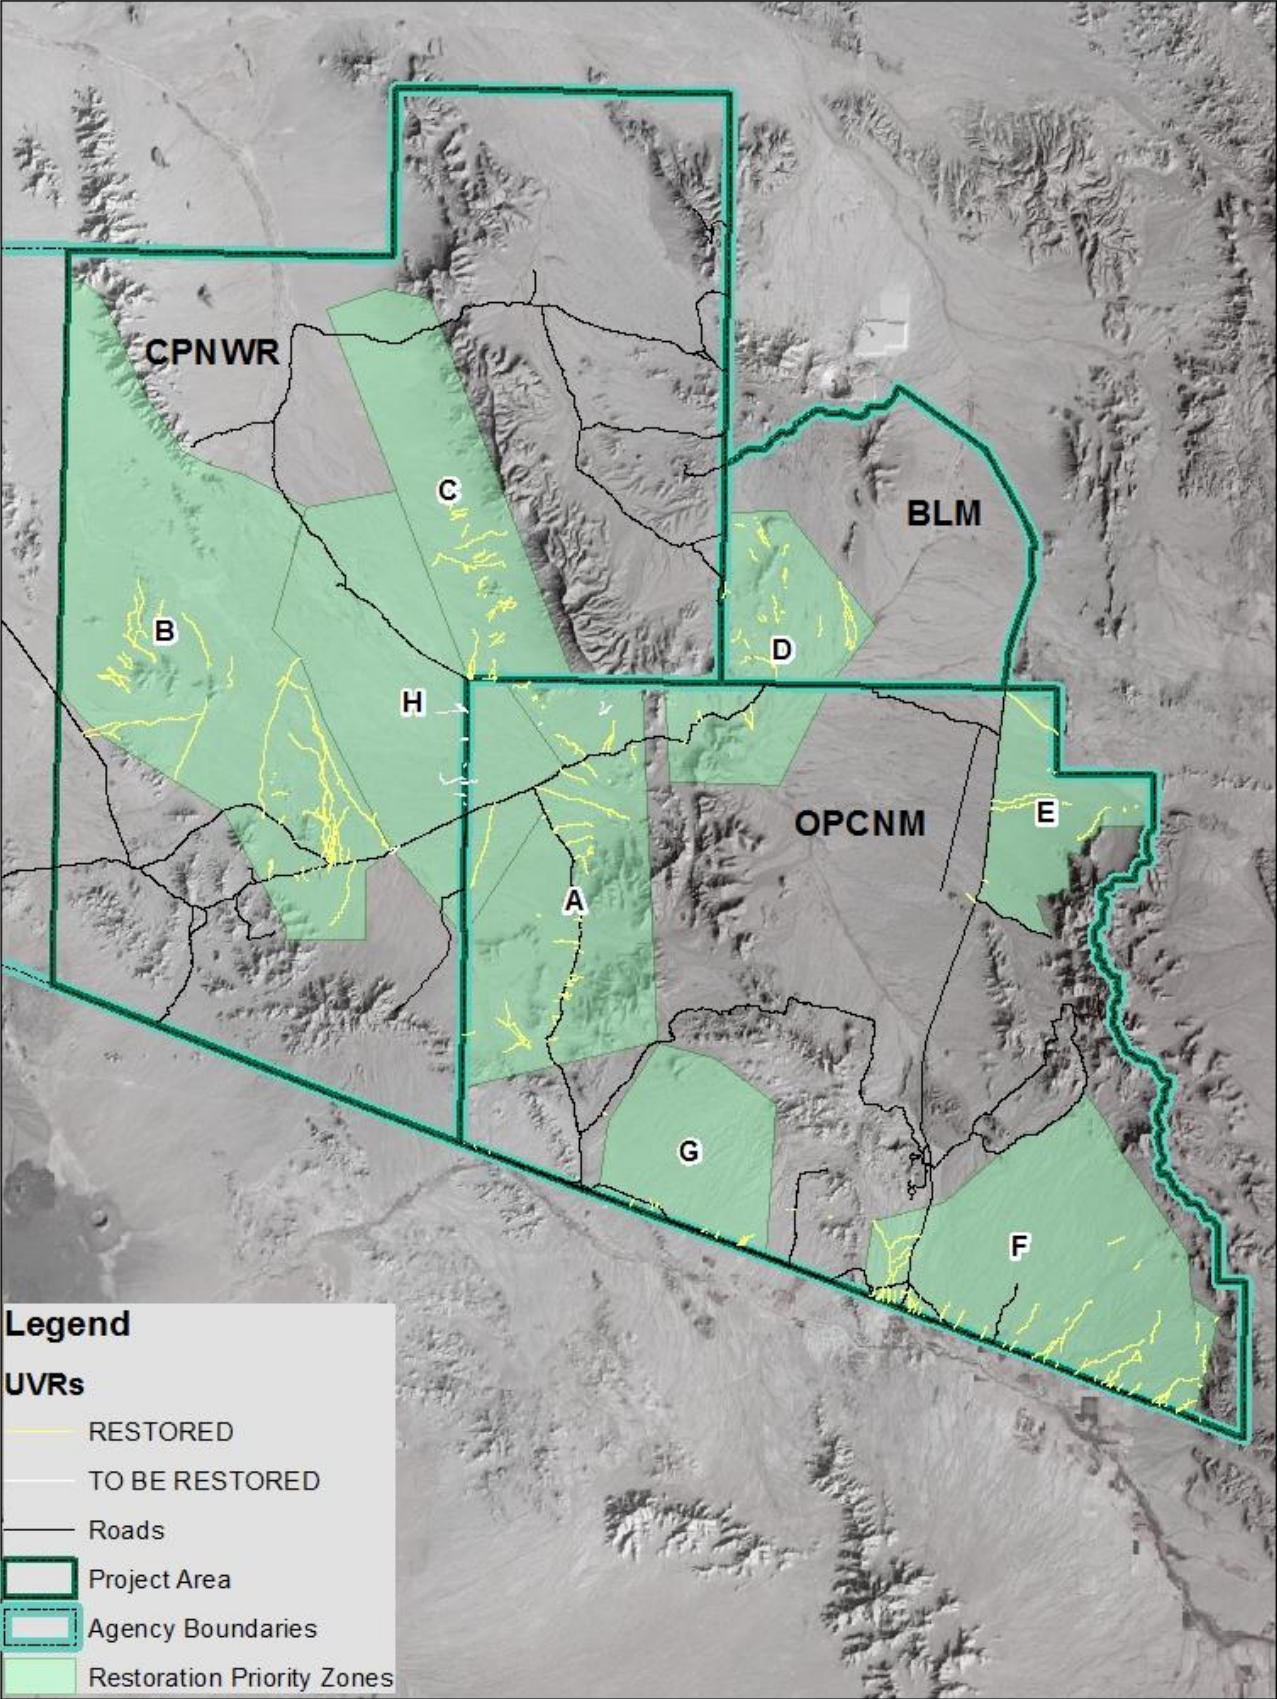 CPNWR
C
BLM
B
D
H
E
OPCNM
A
G
F
Legend
UVRs
RESTORED
TO BE RESTORED
Roads
Project Area
Agency Boundaries
Restoration Priority Zones